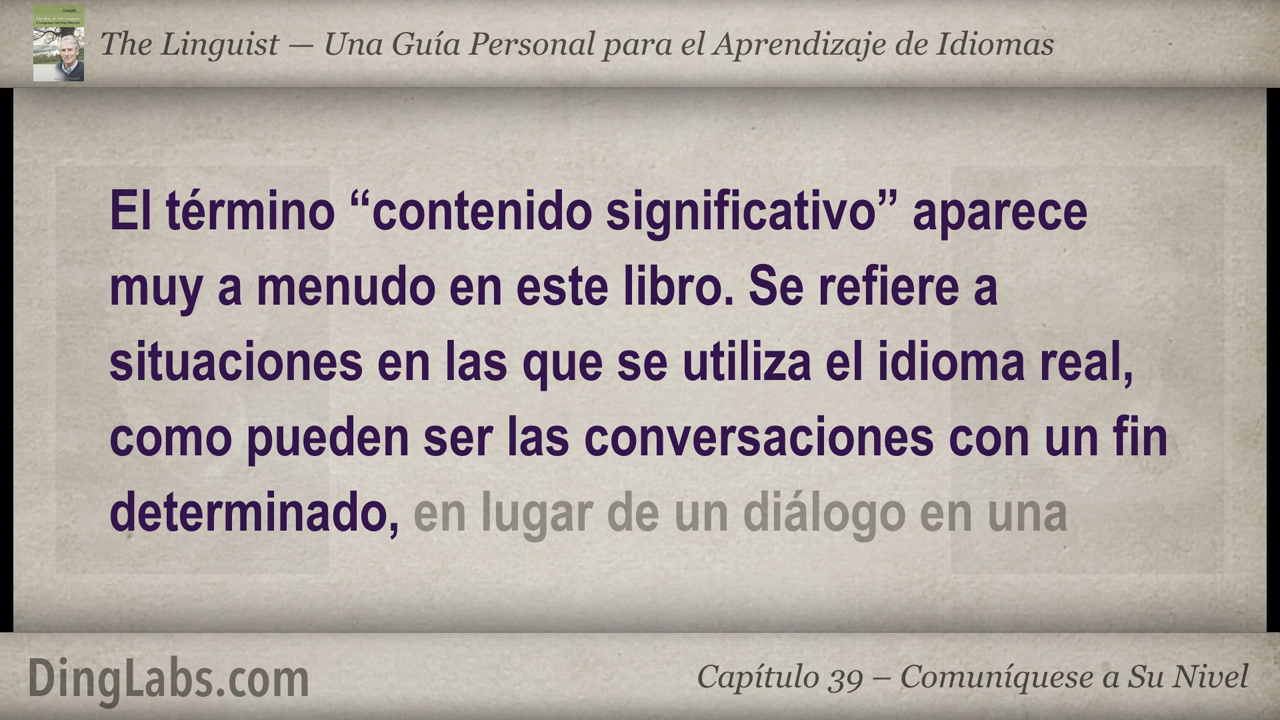 The Linguist — Una Guía Personal para el Aprendizaje de Idiomas
El término “contenido significativo” aparece
muy a menudo en este libro. Se refiere a
situaciones en las que se utiliza el idioma real,
como pueden ser las conversaciones con un fin
determinado, en lugar de un diálogo en una
DingLabs.com
Capítulo 39 – Comuníquese a Su Nivel